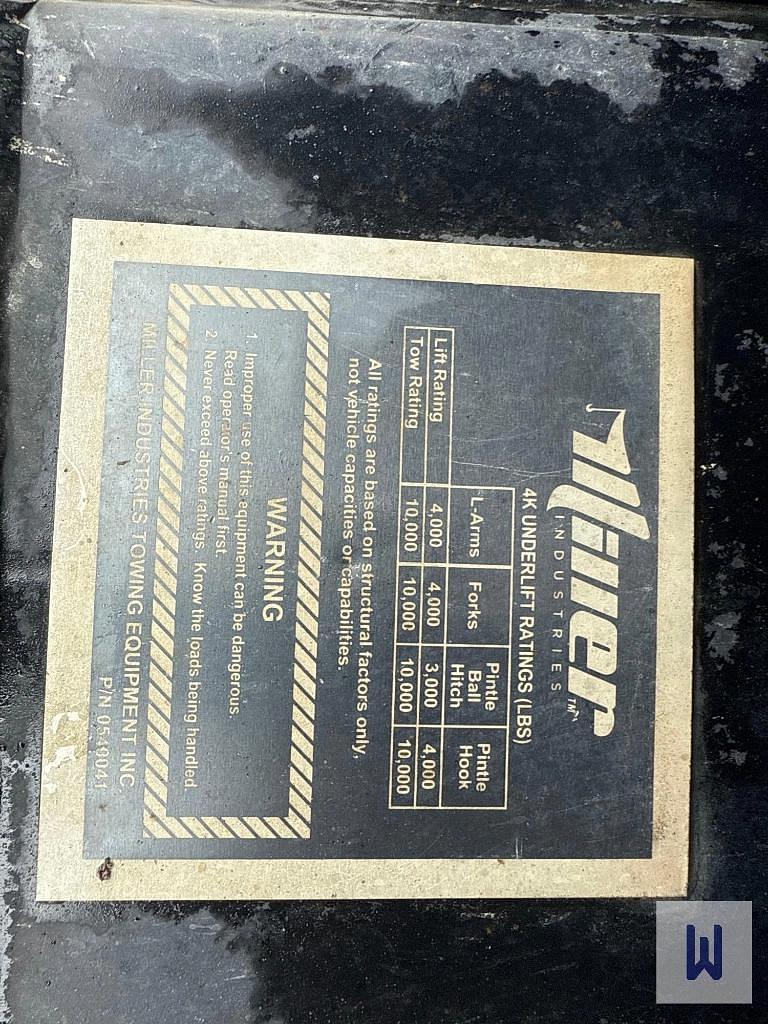 Miller
INDUSTRIES™
4K UNDERLIFT RATINGS (LBS)
L-Arms Forks Pintle Ball Hitch Pintle Hook
Lift Rating 4,000 4,000 3,000 4,000
Tow Rating 10,000 10,000 10,000 10,000
All ratings are based on structural factors only,
not vehicle capacities or capabilities.
WARNING
1. Improper use of this equipment can be dangerous.
Read operator's manual first.
2. Never exceed above ratings. Know the loads being handled
MILLER INDUSTRIES TOWING EQUIPMENT INC.
P/N 0549041
W